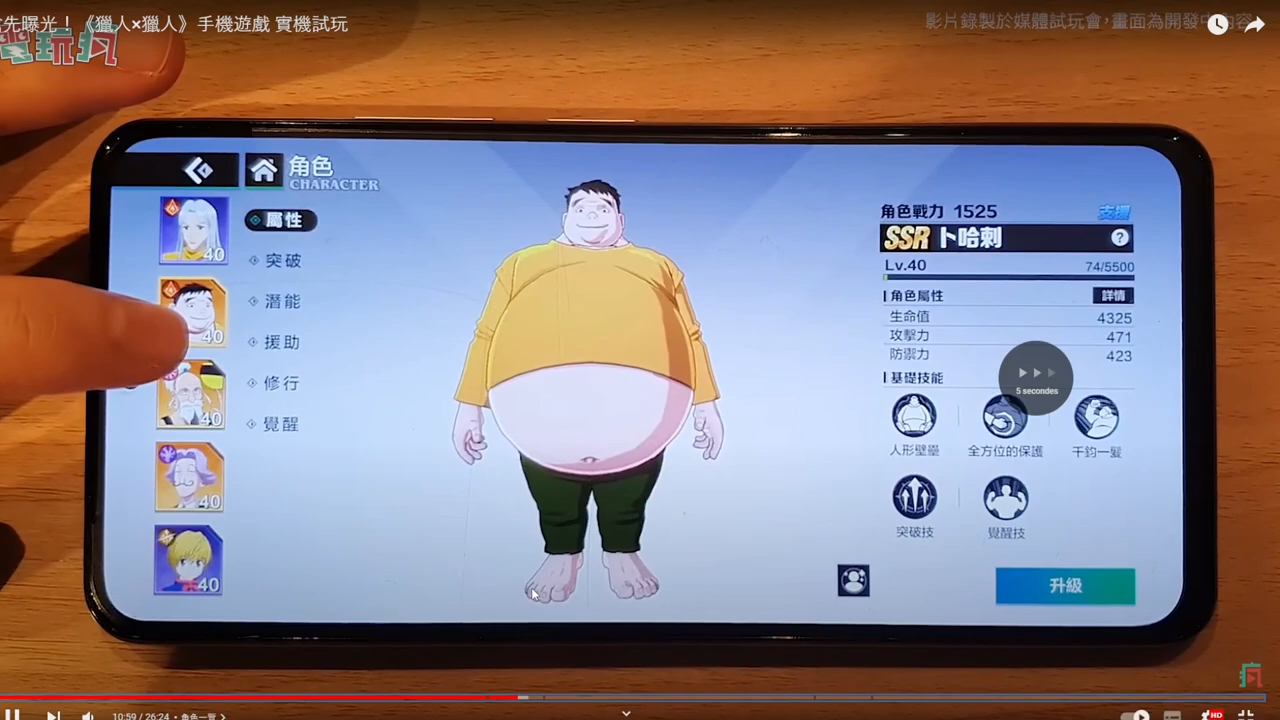 搶先曝光！《獵人×獵人》手機遊戲 實機試玩
影片錄製於媒體試玩會，畫面為開發中內容
電玩瘋
角色
CHARACTER
屬性
突破
潛能
援助
修行
覺醒
40
40
40
40
40
角色戰力 1525
支援
SSR 卜哈剌
?
Lv.40
74/5500
角色屬性
詳情
生命值 4325
攻擊力 471
防禦力 423
基礎技能
5 secondes
人形壁壘
全方位的保護
千鈞一髮
突破技
覺醒技
升級
10:59 / 26:24 • 角色一覽
HD